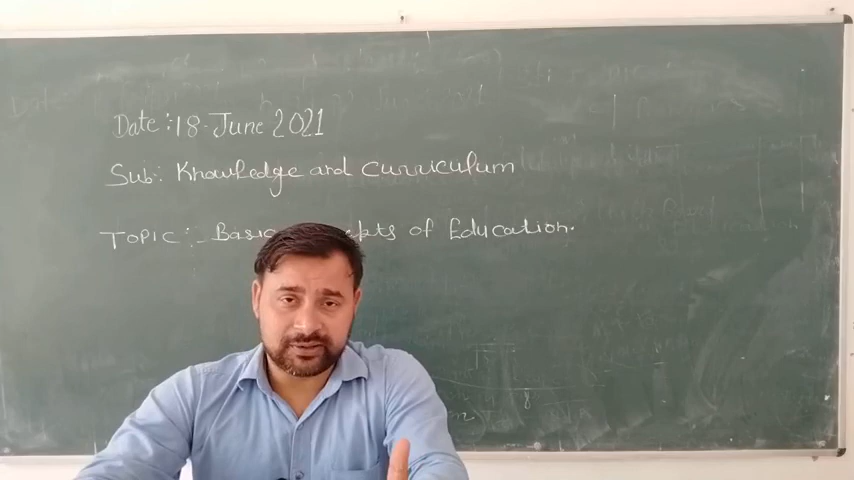 Date :- 18 - June 2021
Sub:- Knowledge and curriculum
TOPIC :- Basic of Education.